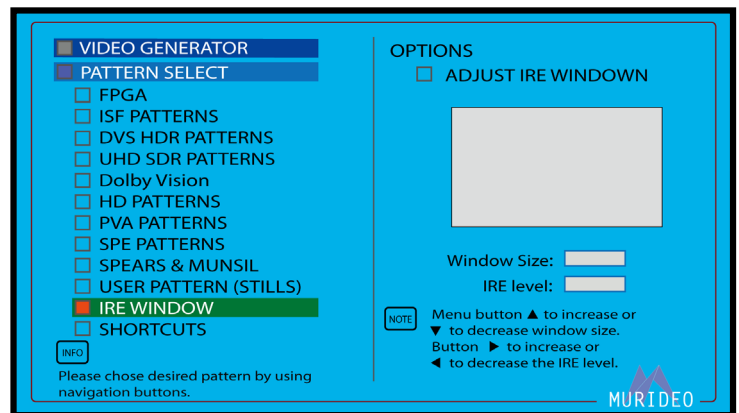 VIDEO GENERATOR
PATTERN SELECT
FPGA
ISF PATTERNS
DVS HDR PATTERNS
UHD SDR PATTERNS
Dolby Vision
HD PATTERNS
PVA PATTERNS
SPE PATTERNS
SPEARS & MUNSIL
USER PATTERN (STILLS)
IRE WINDOW
SHORTCUTS
INFO
Please chose desired pattern by using
navigation buttons.
OPTIONS
ADJUST IRE WINDOWN
Window Size:
IRE level:
NOTE
Menu button ▲ to increase or
▼ to decrease window size.
Button ▶ to increase or
◀ to decrease the IRE level.
MURIDEO